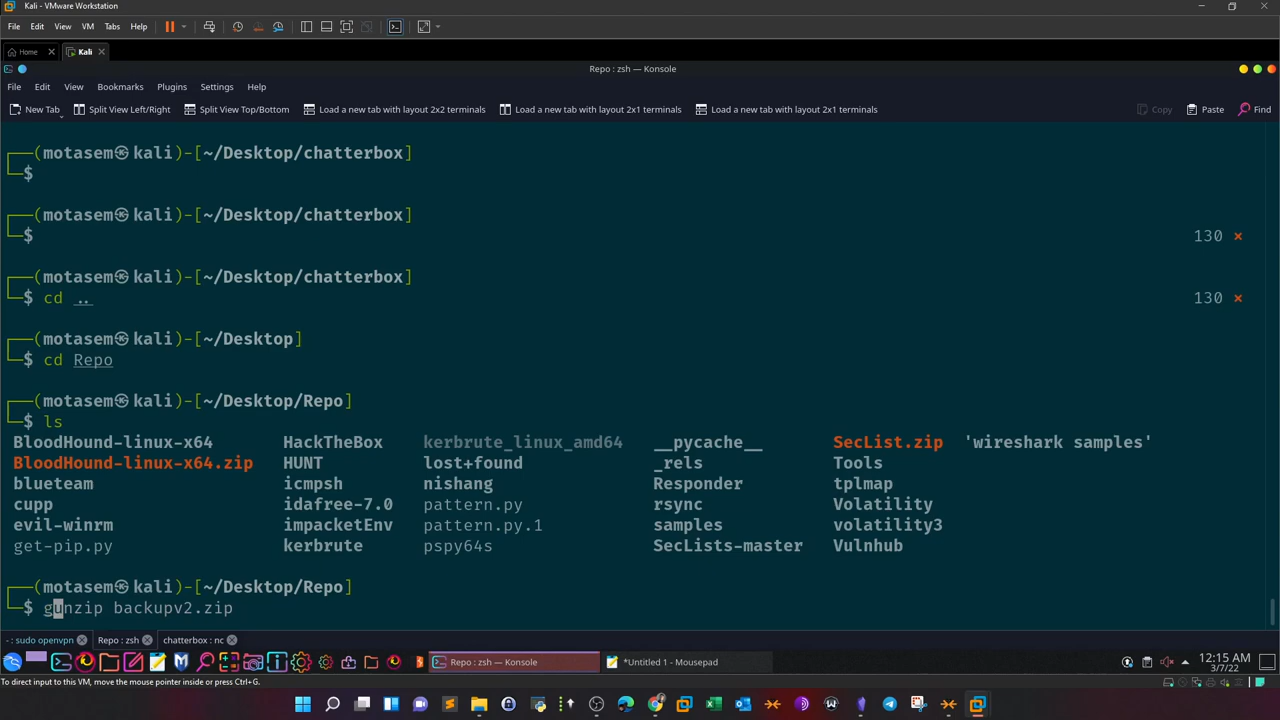 Kali - VMware Workstation
File Edit View VM Tabs Help
Home Kali
Repo : zsh — Konsole
File Edit View Bookmarks Plugins Settings Help
New Tab Split View Left/Right Split View Top/Bottom Load a new tab with layout 2x2 terminals Load a new tab with layout 2x1 terminals Load a new tab with layout 2x1 terminals Copy Paste Find
(motasem㉿kali)-[~/Desktop/chatterbox]
$
(motasem㉿kali)-[~/Desktop/chatterbox]
$ 130 ×
(motasem㉿kali)-[~/Desktop/chatterbox]
$ cd .. 130 ×
(motasem㉿kali)-[~/Desktop]
$ cd Repo
(motasem㉿kali)-[~/Desktop/Repo]
$ ls
BloodHound-linux-x64 HackTheBox kerbrute_linux_amd64 __pycache__ SecList.zip 'wireshark samples'
BloodHound-linux-x64.zip HUNT lost+found _rels Tools
blueteam icmpsh nishang Responder tplmap
cupp idafree-7.0 pattern.py rsync Volatility
evil-winrm impacketEnv pattern.py.1 samples volatility3
get-pip.py kerbrute pspy64s SecLists-master Vulnhub
(motasem㉿kali)-[~/Desktop/Repo]
$ gunzip backupv2.zip
- : sudo openvpn Repo : zsh chatterbox : nc
Repo : zsh — Konsole *Untitled 1 - Mousepad 12:15 AM
3/7/22
To direct input to this VM, move the mouse pointer inside or press Ctrl+G.